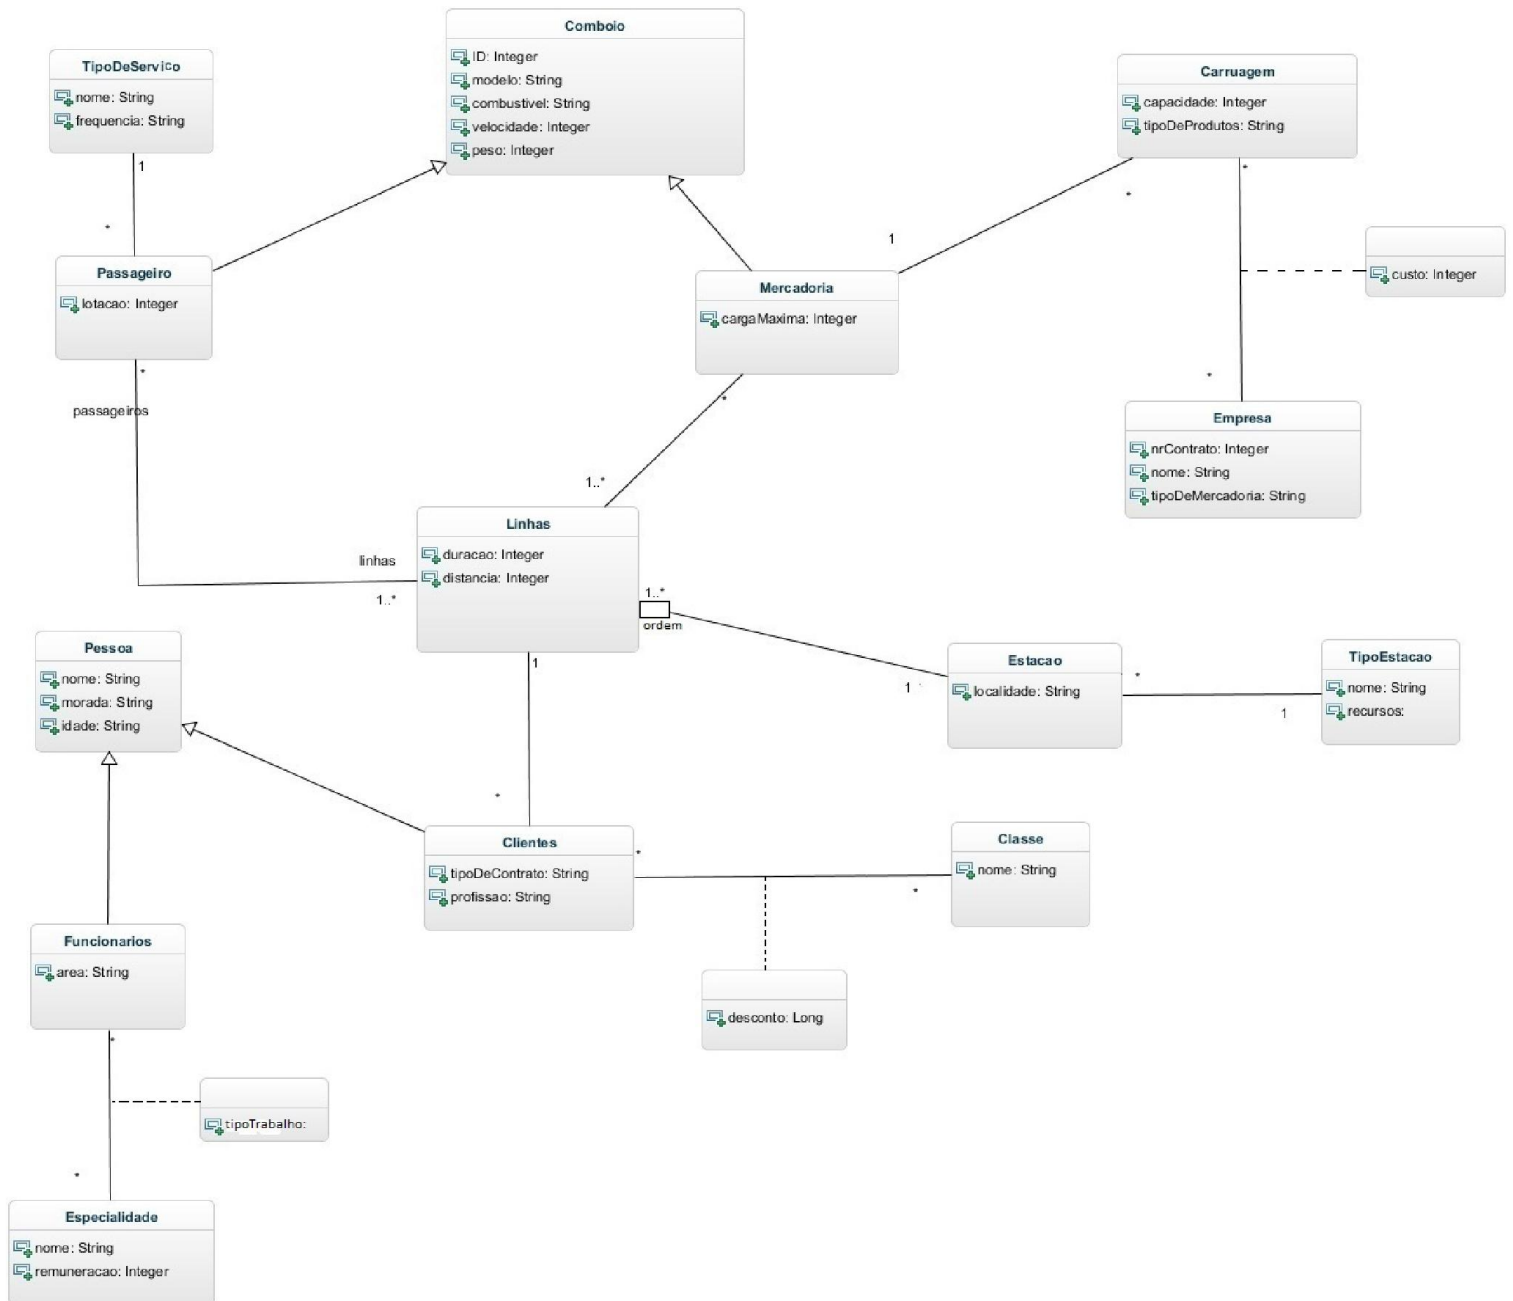 Comboio
ID: Integer
modelo: String
combustivel: String
velocidade: Integer
peso: Integer
TipoDeServico
nome: String
frequência: String
1
*
Carruagem
capacidade: Integer
tipoDeProdutos: String
*
*
1
custo: Integer
Passageiro
lotacao: Integer
*
passageiros
Mercadoria
cargaMaxima: Integer
*
1..*
*
Empresa
nrContrato: Integer
nome: String
tipoDeMercadoria: String
Linhas
duracao: Integer
distância: Integer
linhas
1..*
1..*
ordem
1
Pessoa
nome: String
morada: String
idade: String
1
Estacao
localidade: String
*
1
TipoEstacao
nome: String
recursos:
*
Clientes
tipoDeContrato: String
profissao: String
*
*
Classe
nome: String
desconto: Long
Funcionarios
area: String
*
tipoTrabalho:
*
Especialidade
nome: String
remuneracao: Integer